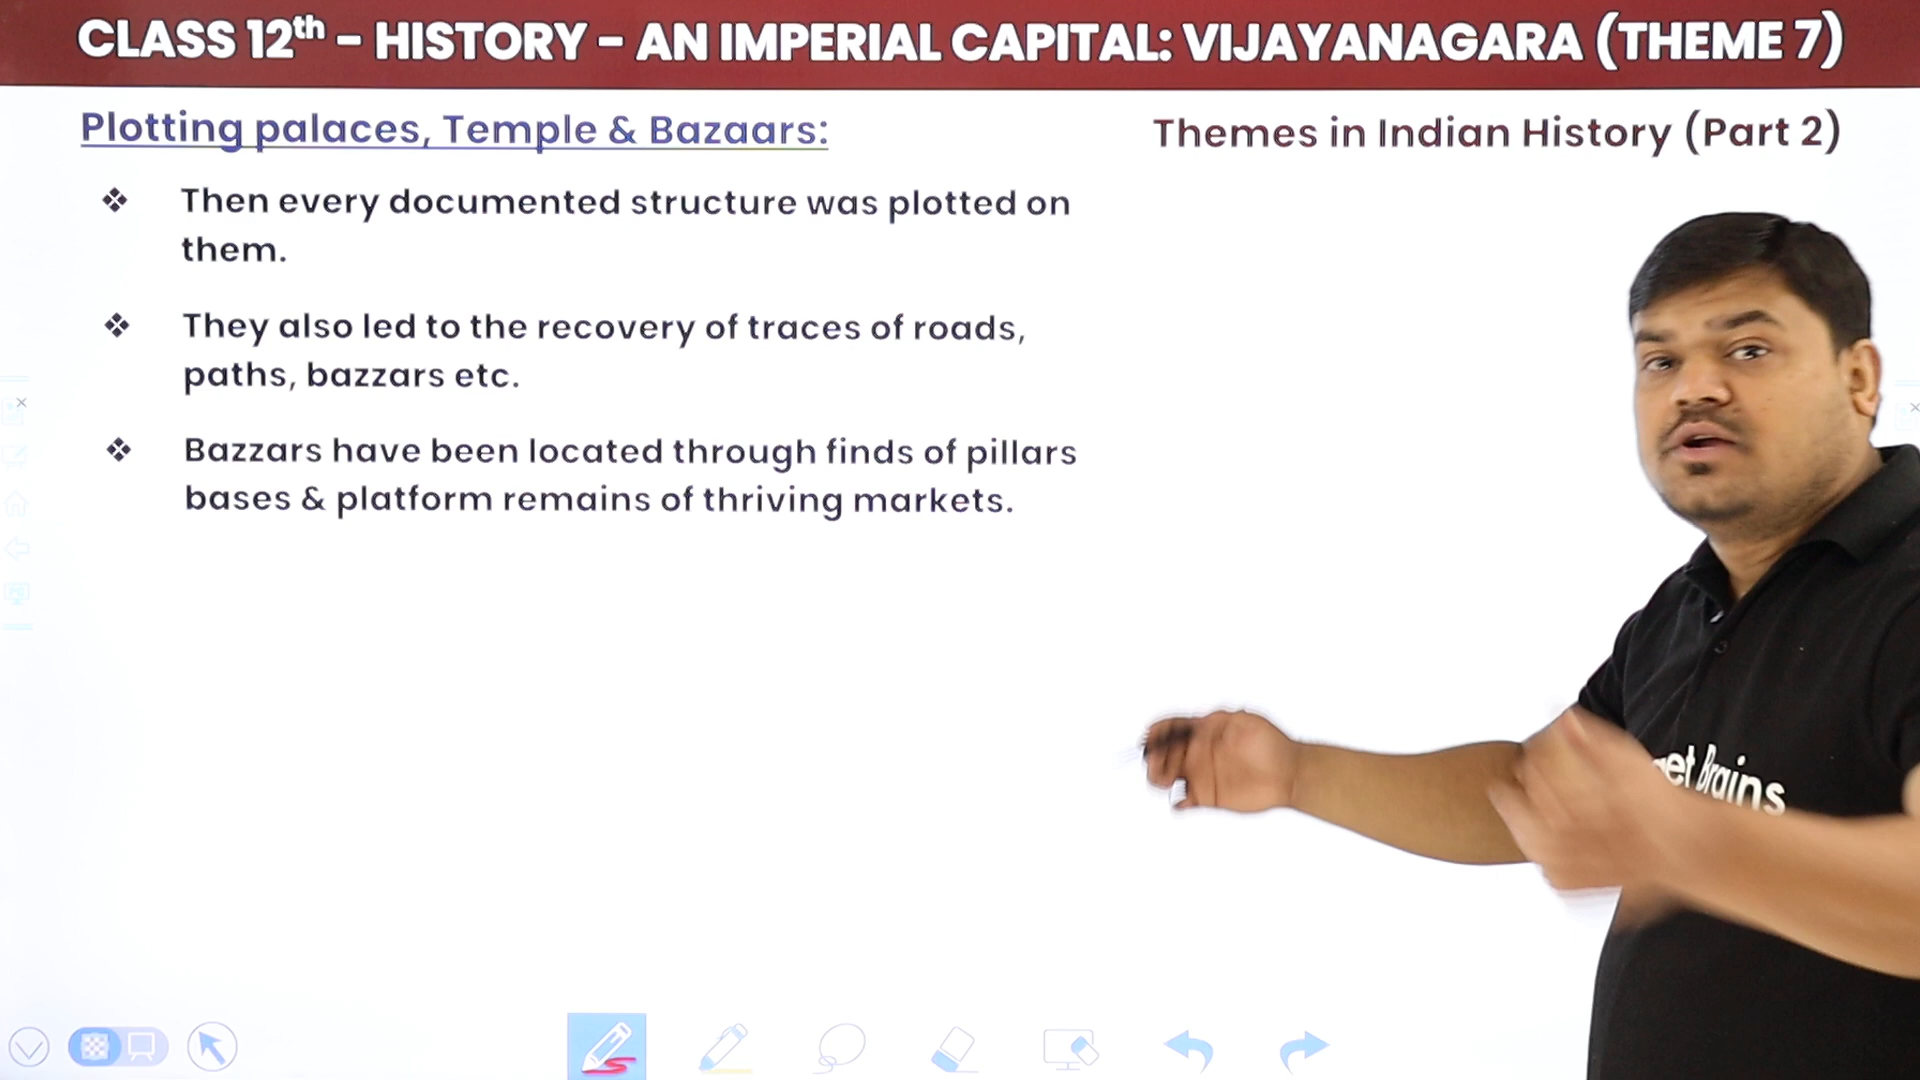 CLASS 12th - HISTORY - AN IMPERIAL CAPITAL: VIJAYANAGARA (THEME 7)
Plotting palaces, Temple & Bazaars:
Themes in Indian History (Part 2)
Then every documented structure was plotted on
them.
They also led to the recovery of traces of roads,
paths, bazzars etc.
Bazzars have been located through finds of pillars
bases & platform remains of thriving markets.
Brains